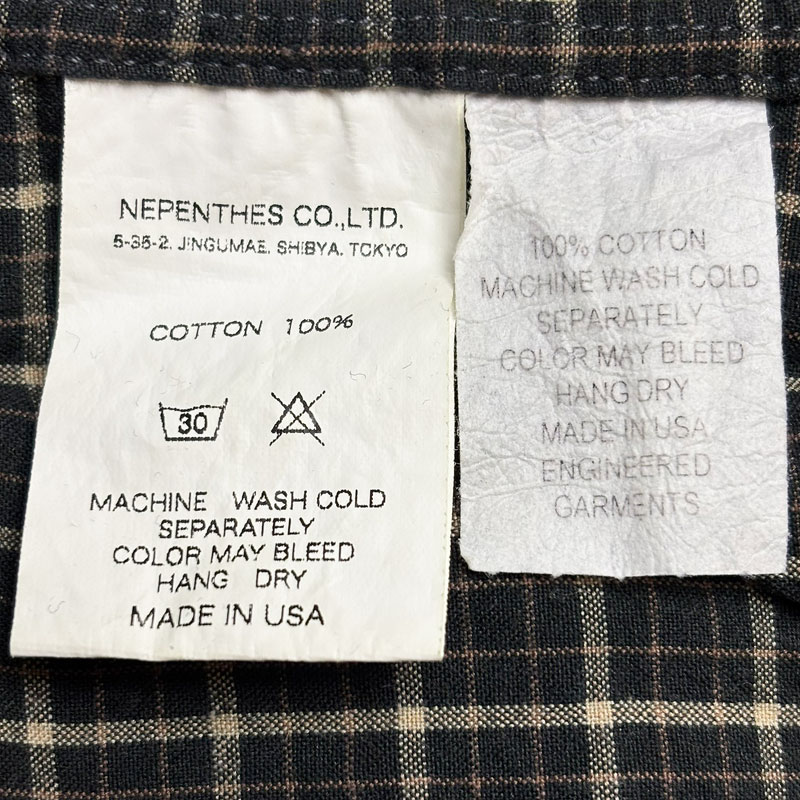 NEPENTHES CO.,LTD.
5-35-2. JINGUMAE. SHIBYA. TOKYO
COTTON 100%
30
MACHINE WASH COLD
SEPARATELY
COLOR MAY BLEED
HANG DRY
MADE IN USA
100% COTTON
MACHINE WASH COLD
SEPARATELY
COLOR MAY BLEED
HANG DRY
MADE IN USA
ENGINEERED
GARMENTS